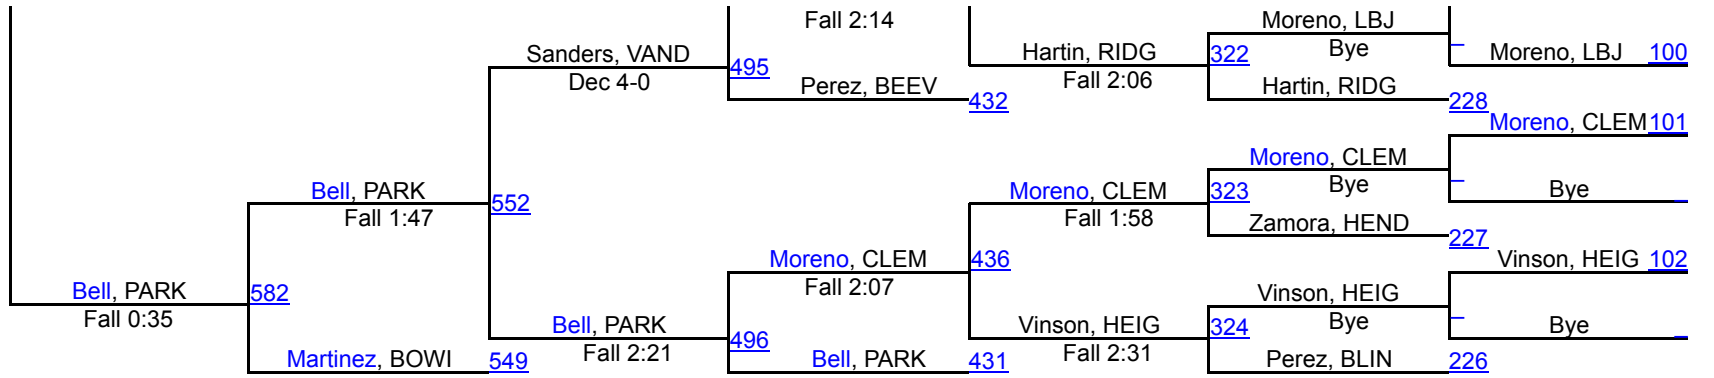 Fall 2:14
Moreno, LBJ
Bye
Sanders, VAND
Dec 4-0
495
Hartin, RIDG
Fall 2:06
322
Moreno, LBJ 100
Perez, BEEV
432
Hartin, RIDG
228
Moreno, CLEM 101
Moreno, CLEM
Bye
Bell, PARK
Fall 1:47
552
Moreno, CLEM
Fall 1:58
323
Bye
Zamora, HEND
227
Moreno, CLEM
Fall 2:07
436
Vinson, HEIG 102
Bell, PARK
Fall 0:35
582
Vinson, HEIG
Bye
Bell, PARK
Fall 2:21
496
Vinson, HEIG
Fall 2:31
324
Bye
Martinez, BOWI
549
Bell, PARK
431
Perez, BLIN
226